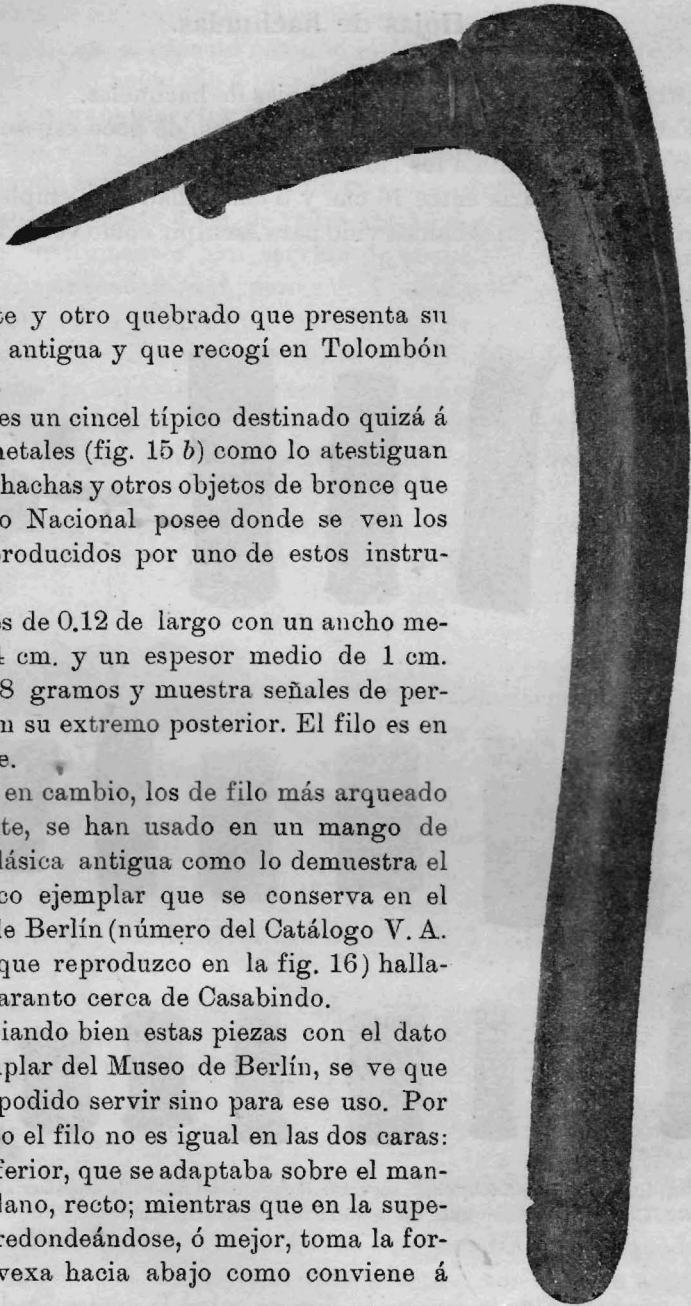 te y otro quebrado que presenta su
antigua y que recogí en Tolombón
es un cincel típico destinado quizá á
netales (fig. 15 b) como lo atestiguan
hachas y otros objetos de bronce que
o Nacional posee donde se ven los
producidos por uno de estos instru-
s de 0.12 de largo con un ancho me-
cm. y un espesor medio de 1 cm.
8 gramos y muestra señales de per-
n su extremo posterior. El filo es en
e.
en cambio, los de filo más arqueado
te, se han usado en un mango de
lásica antigua como lo demuestra el
co ejemplar que se conserva en el
le Berlín (número del Catálogo V. A.
que reproduzco en la fig. 16) halla-
aranto cerca de Casabindo.
iando bien estas piezas con el dato
plar del Museo de Berlín, se ve que
podido servir sino para ese uso. Por
o el filo no es igual en las dos caras:
ferior, que se adaptaba sobre el man-
lano, recto; mientras que en la supe-
redondeándose, ó mejor, toma la for-
vexa hacia abajo como conviene á